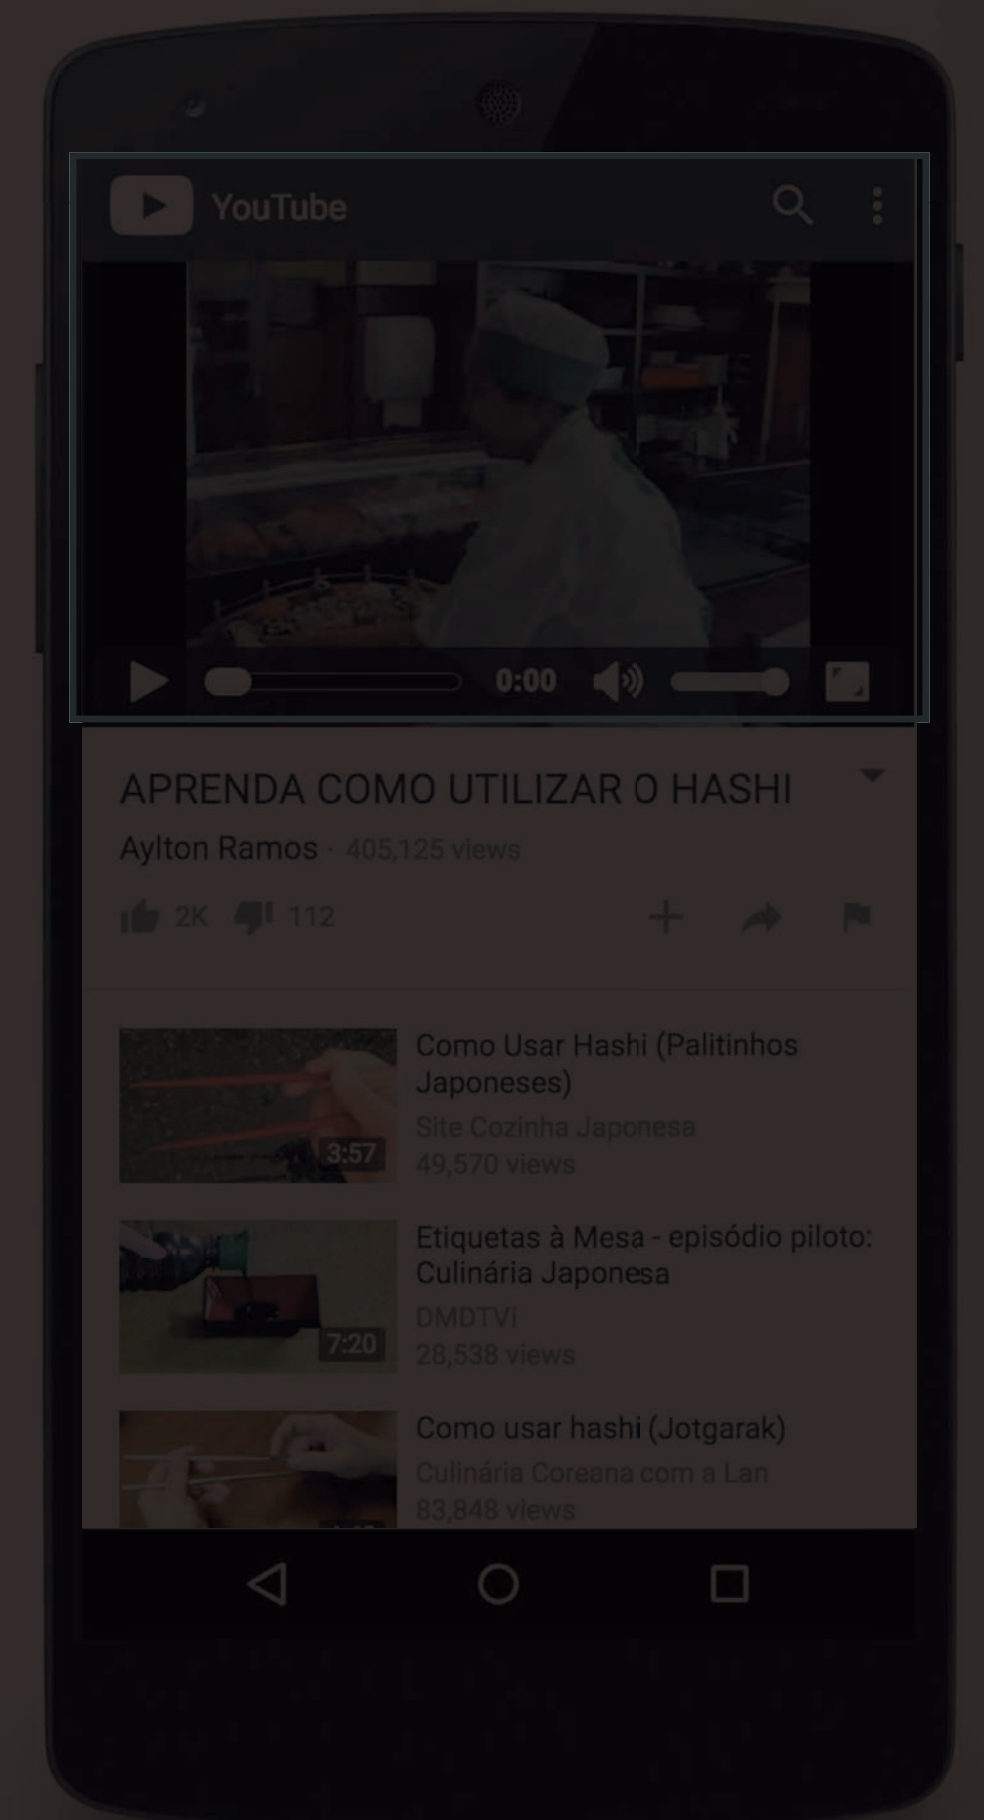 YouTube
0:00
APRENDA COMO UTILIZAR O HASHI
Aylton Ramos · 405,125 views
2K 112
3:57
Como Usar Hashi (Palitinhos
Japoneses)
Site Cozinha Japonesa
49,570 views
7:20
Etiquetas à Mesa - episódio piloto:
Culinária Japonesa
DMDTVi
28,538 views
Como usar hashi (Jotgarak)
Culinária Coreana com a Lan
83,848 views